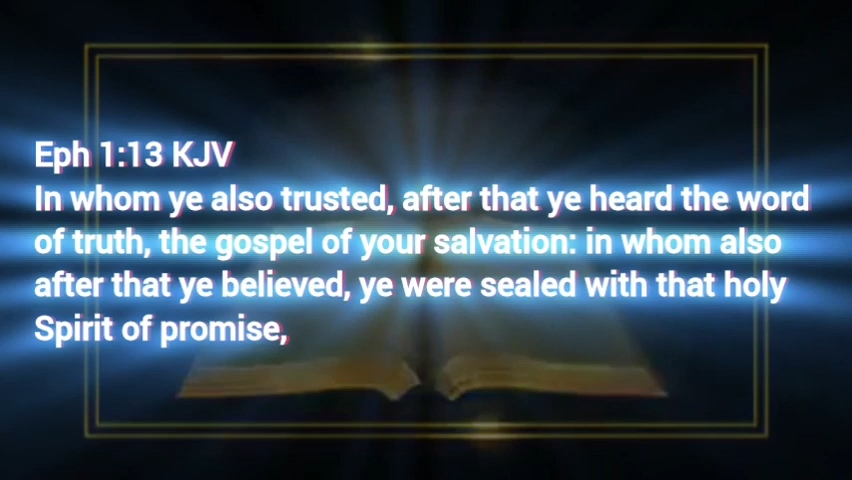 Eph 1:13 KJV
In whom ye also trusted, after that ye heard the word
of truth, the gospel of your salvation: in whom also
after that ye believed, ye were sealed with that holy
Spirit of promise,